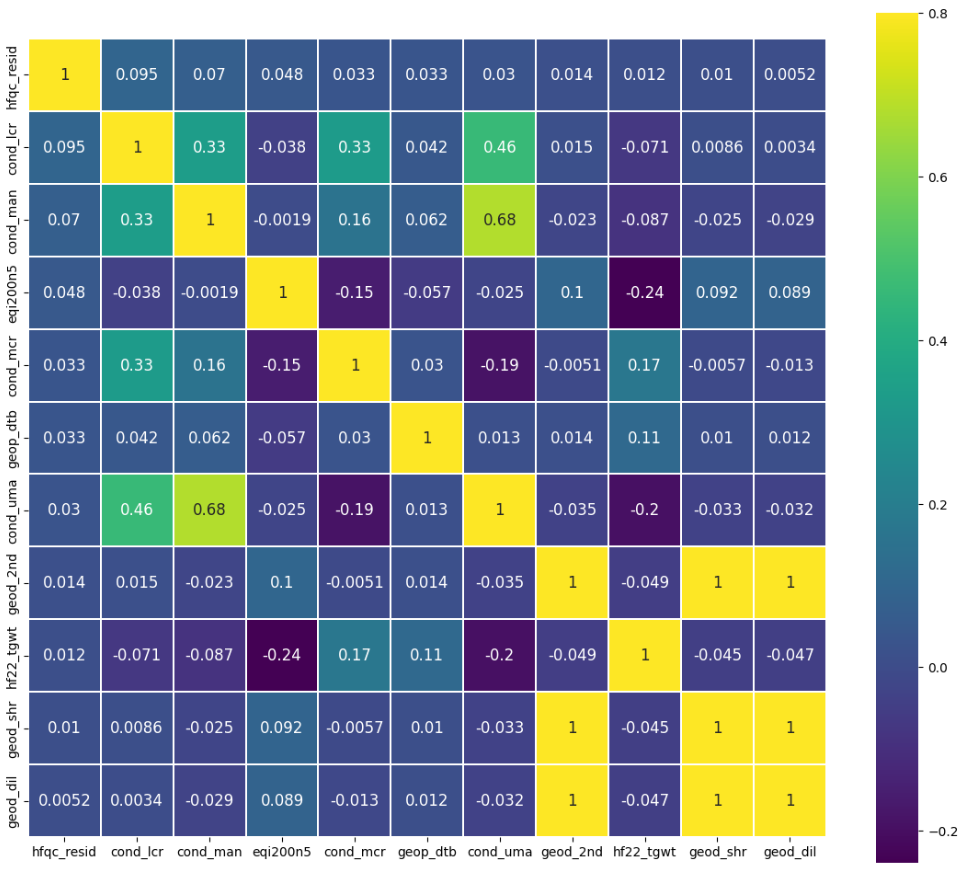 0.8
hfqc_resid 1 0.095 0.07 0.048 0.033 0.033 0.03 0.014 0.012 0.01 0.0052
cond_lcr 0.095 1 0.33 -0.038 0.33 0.042 0.46 0.015 -0.071 0.0086 0.0034
0.6
cond_man 0.07 0.33 1 -0.0019 0.16 0.062 0.68 -0.023 -0.087 -0.025 -0.029
eqi200n5 0.048 -0.038 -0.0019 1 -0.15 -0.057 -0.025 0.1 -0.24 0.092 0.089
0.4
cond_mcr 0.033 0.33 0.16 -0.15 1 0.03 -0.19 -0.0051 0.17 -0.0057 -0.013
geop_dtb 0.033 0.042 0.062 -0.057 0.03 1 0.013 0.014 0.11 0.01 0.012
0.2
cond_uma 0.03 0.46 0.68 -0.025 -0.19 0.013 1 -0.035 -0.2 -0.033 -0.032
geod_2nd 0.014 0.015 -0.023 0.1 -0.0051 0.014 -0.035 1 -0.049 1 1
hf22_tgwt 0.012 -0.071 -0.087 -0.24 0.17 0.11 -0.2 -0.049 1 -0.045 -0.047
0.0
geod_shr 0.01 0.0086 -0.025 0.092 -0.0057 0.01 -0.033 1 -0.045 1 1
geod_dil 0.0052 0.0034 -0.029 0.089 -0.013 0.012 -0.032 1 -0.047 1 1
−0.2
hfqc_resid cond_lcr cond_man eqi200n5 cond_mcr geop_dtb cond_uma geod_2nd hf22_tgwt geod_shr geod_dil